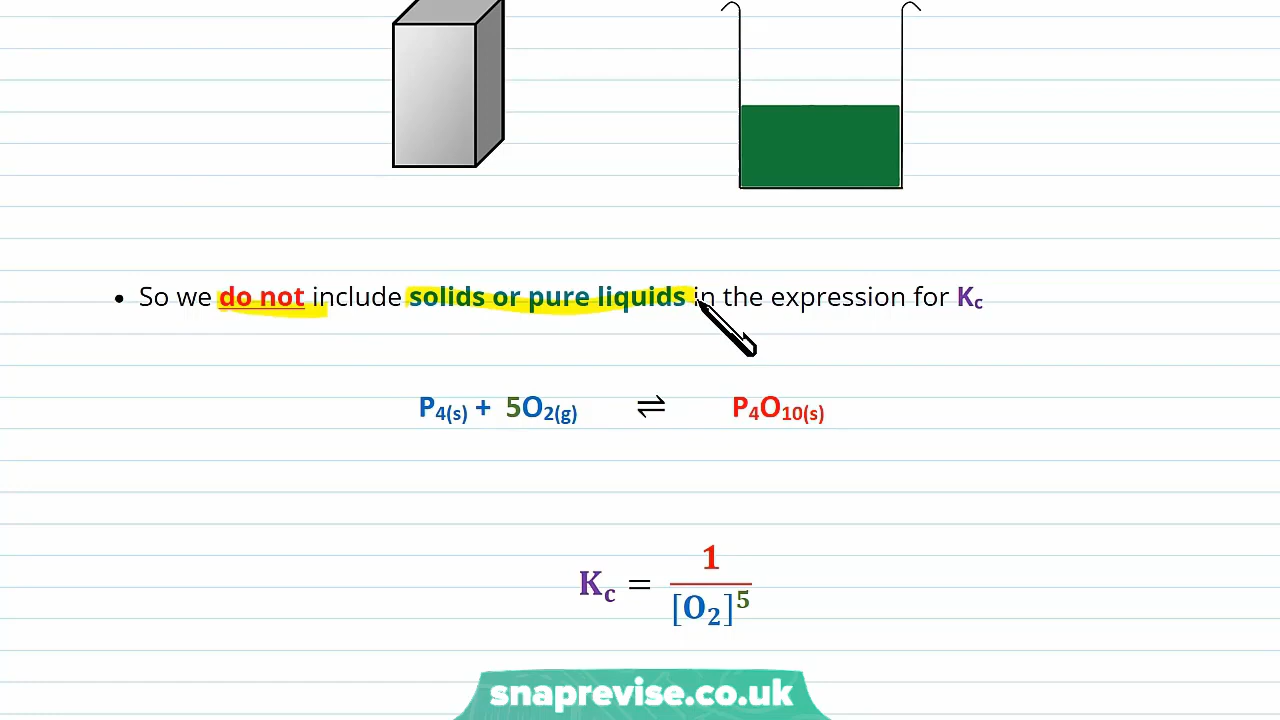 • So we do not include solids or pure liquids in the expression for Kc
P4(s) + 5O2(g) ⇌ P4O10(s)
Kc = 1/[O2]^5
snaprevise.co.uk